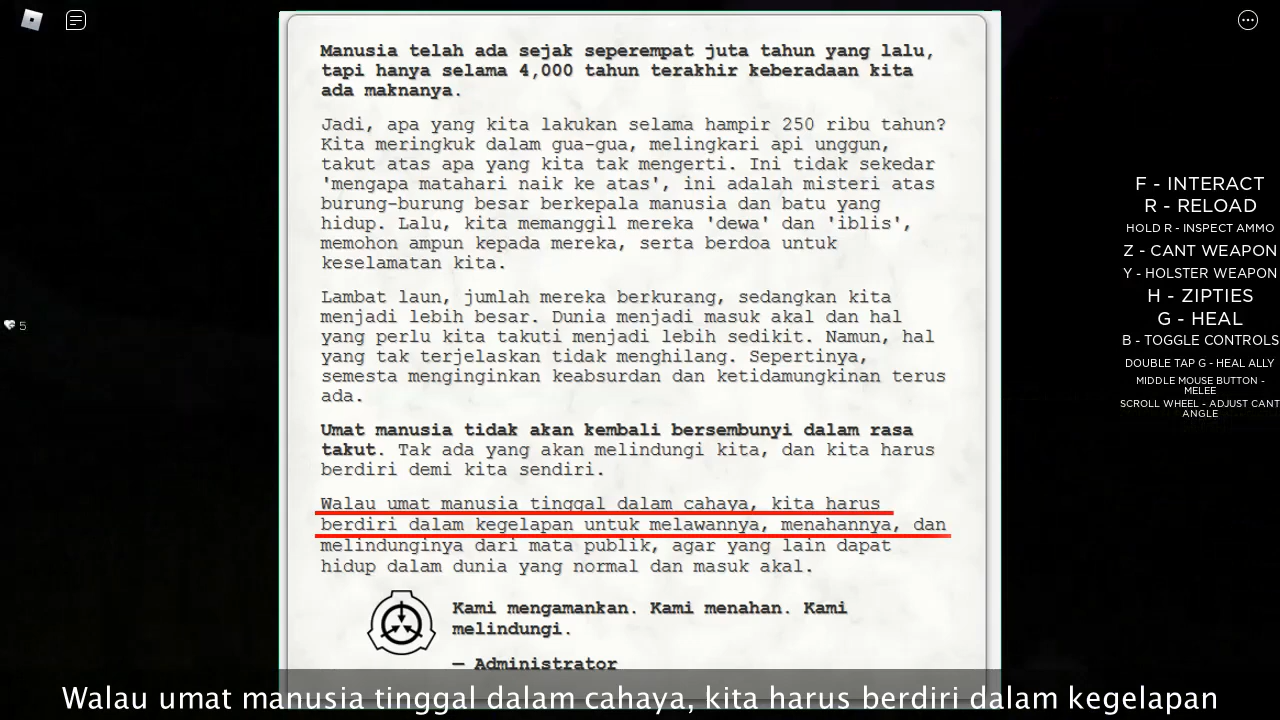 Manusia telah ada sejak seperempat juta tahun yang lalu,
tapi hanya selama 4,000 tahun terakhir keberadaan kita
ada maknanya.
Jadi, apa yang kita lakukan selama hampir 250 ribu tahun?
Kita meringkuk dalam gua-gua, melingkari api unggun,
takut atas apa yang kita tak mengerti. Ini tidak sekedar
'mengapa matahari naik ke atas', ini adalah misteri atas
burung-burung besar berkepala manusia dan batu yang
hidup. Lalu, kita memanggil mereka 'dewa' dan 'iblis',
memohon ampun kepada mereka, serta berdoa untuk
keselamatan kita.
Lambat laun, jumlah mereka berkurang, sedangkan kita
menjadi lebih besar. Dunia menjadi masuk akal dan hal
yang perlu kita takuti menjadi lebih sedikit. Namun, hal
yang tak terjelaskan tidak menghilang. Sepertinya,
semesta menginginkan keabsurdan dan ketidamungkinan terus
ada.
Umat manusia tidak akan kembali bersembunyi dalam rasa
takut. Tak ada yang akan melindungi kita, dan kita harus
berdiri demi kita sendiri.
Walau umat manusia tinggal dalam cahaya, kita harus
berdiri dalam kegelapan untuk melawannya, menahannya, dan
melindunginya dari mata publik, agar yang lain dapat
hidup dalam dunia yang normal dan masuk akal.
Kami mengamankan. Kami menahan. Kami
melindungi.
— Administrator
5
F - INTERACT
R - RELOAD
HOLD R - INSPECT AMMO
Z - CANT WEAPON
Y - HOLSTER WEAPON
H - ZIPTIES
G - HEAL
B - TOGGLE CONTROLS
DOUBLE TAP G - HEAL ALLY
MIDDLE MOUSE BUTTON -
MELEE
SCROLL WHEEL - ADJUST CANT
ANGLE
Walau umat manusia tinggal dalam cahaya, kita harus berdiri dalam kegelapan